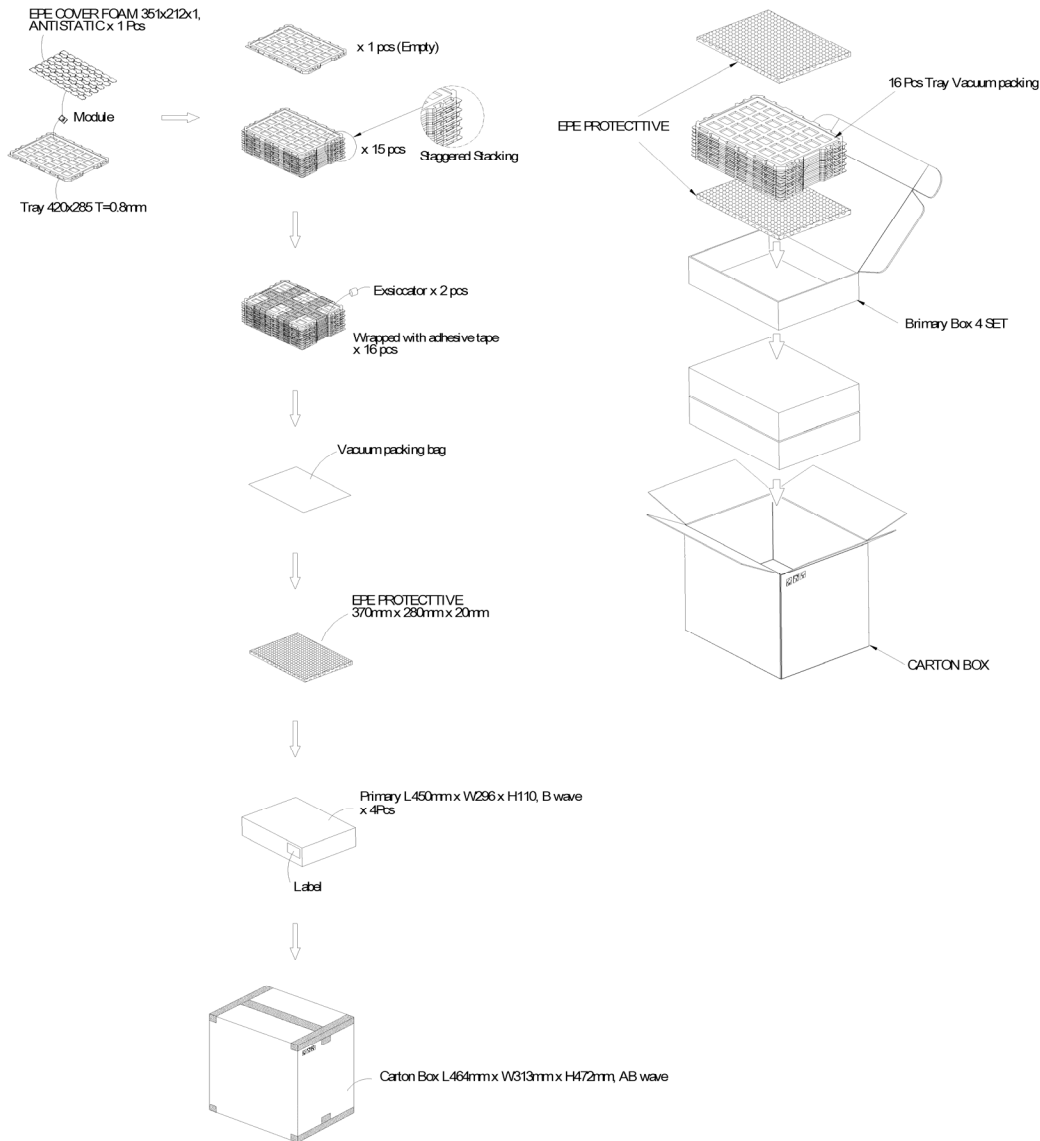 EPE COVER FOAM 351x212x1,
ANTISTATIC x 1 Pcs
Module
Tray 420x285 T=0.8mm
x 1 pcs (Empty)
x 15 pcs
Staggered Stacking
Exsiccator x 2 pcs
Wrapped with adhesive tape
x 16 pcs
Vacuum packing bag
EPE PROTECTTIVE
370mm x 280mm x 20mm
Primary L450mm x W296 x H110, B wave
x 4Pcs
Label
Carton Box L464mm x W313mm x H472mm, AB wave
16 Pcs Tray Vacuum packing
EPE PROTECTTIVE
Brimary Box 4 SET
CARTON BOX